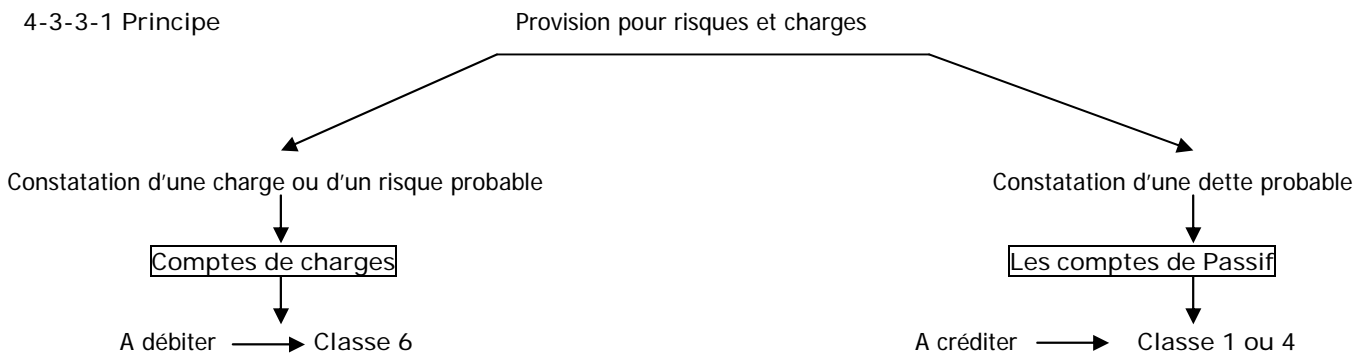 4-3-3-1 Principe
Provision pour risques et charges
Constatation d'une charge ou d'un risque probable
Constatation d'une dette probable
Comptes de charges
Les comptes de Passif
A débiter
Classe 6
A créditer
Classe 1 ou 4